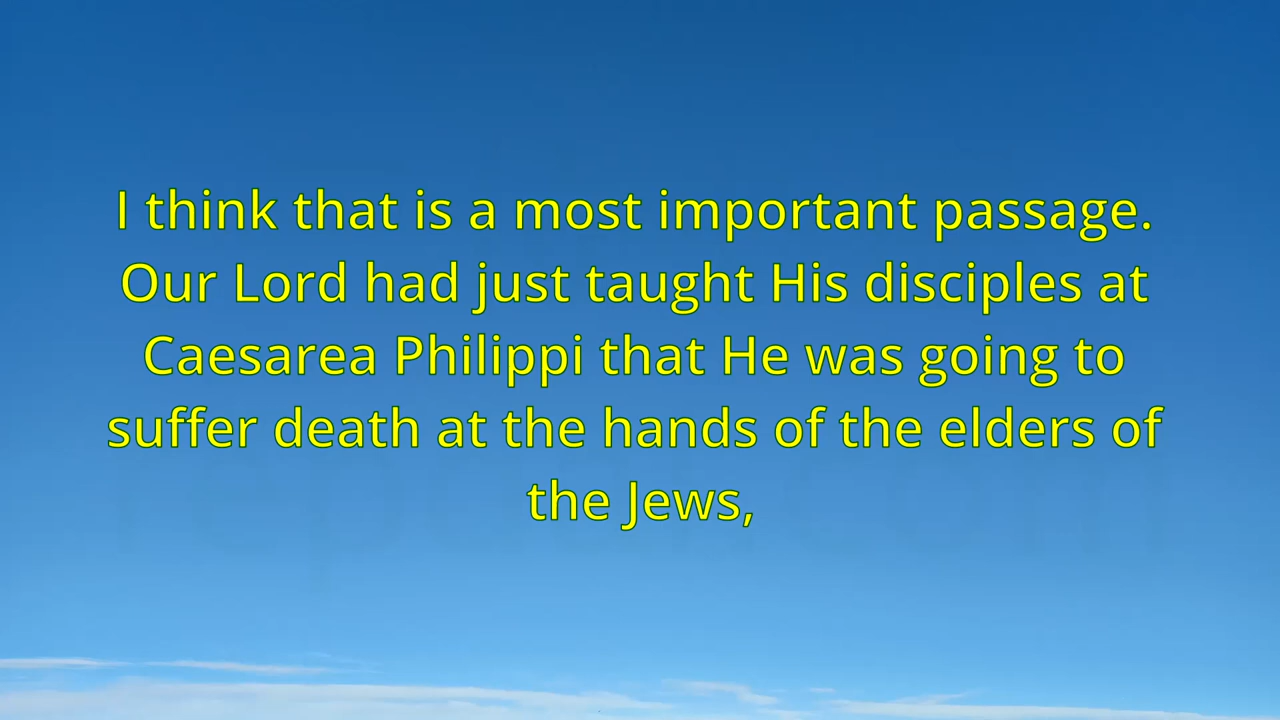 I think that is a most important passage.
Our Lord had just taught His disciples at
Caesarea Philippi that He was going to
suffer death at the hands of the elders of
the Jews,